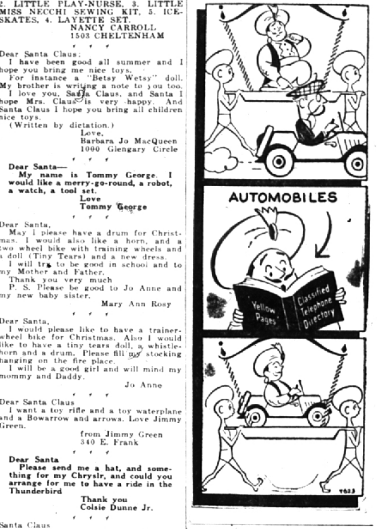 2. LITTLE PLAY-NURSE, 3. LITTLE
MISS NECCHI SEWING KIT, 5. ICE-
SKATES, 4. LAYETTE SET.
NANCY CARROLL
1503 CHELTENHAM
Dear Santa Claus:
I have been good all summer and I
hope you bring me nice toys.
For instance a "Betsy Wetsy" doll.
My brother is writing a note to you too.
I love you, Santa Claus, and Santa I
hope Mrs. Claus is very happy. And
Santa Claus I hope you bring all children
nice toys.
(Written by dictation.)
Love,
Barbara Jo MacQueen
1000 Glengary Circle
Dear Santa—
My name is Tommy George. I
would like a merry-go-round, a robot,
a watch, a tool set.
Love
Tommy George
Dear Santa,
May I please have a drum for Christ-
mas. I would also like a horn, and a
two wheel bike with training wheels and
a doll (Tiny Tears) and a new dress.
I will try to be good in school and to
my Mother and Father.
Thank you very much
P. S. Please be good to Jo Anne and
my new baby sister.
Mary Ann Rosy
Dear Santa,
I would please like to have a trainer-
wheel bike for Christmas. Also I would
like to have a tiny tears doll, a whistle-
horn and a drum. Please fill my stocking
hanging on the fire place.
I will be a good girl and will mind my
mommy and Daddy.
Jo Anne
Dear Santa Claus
I want a toy rifle and a toy waterplane
and a Bowarrow and arrows. Love Jimmy
Green.
from Jimmy Green
340 E. Frank
Dear Santa
Please send me a hat, and some-
thing for my Chryslr, and could you
arrange for me to have a ride in the
Thunderbird
Thank you
Colsie Dunne Jr.
Santa Claus
AUTOMOBILES
Yellow
Pages
Classified
Telephone
Directory